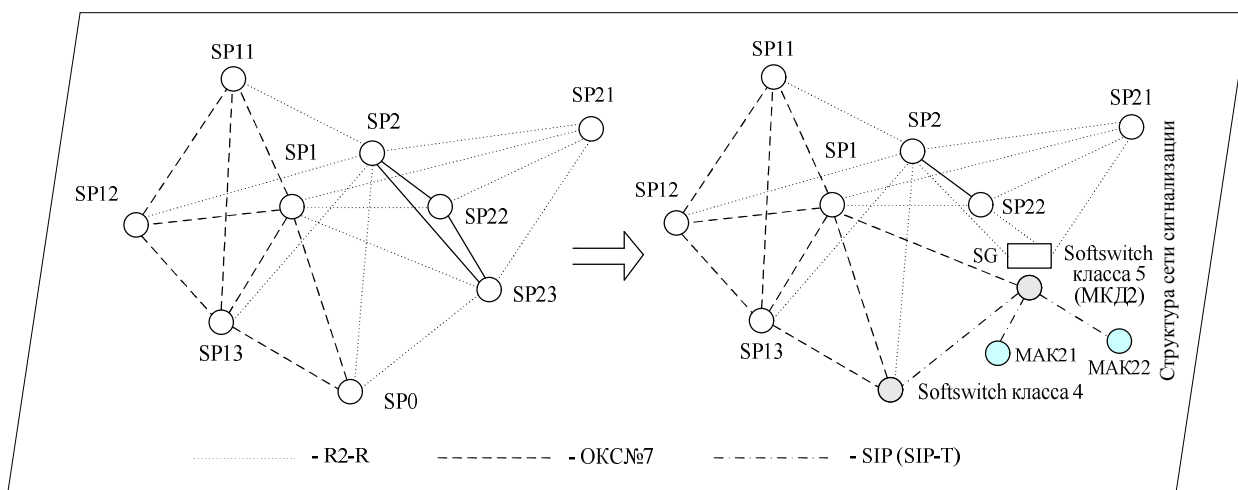 SP11
SP2
SP21
SP1
SP12
SP22
SP23
SP13
SP0
SP11
SP21
SP2
SP1
SP12
SP22
SG
Softswitch
класса 5
(МКД2)
SP13
МАК21
МАК22
Softswitch класса 4
Структура сети сигнализации
- R2-R
- ОКС№7
- SIP (SIP-T)